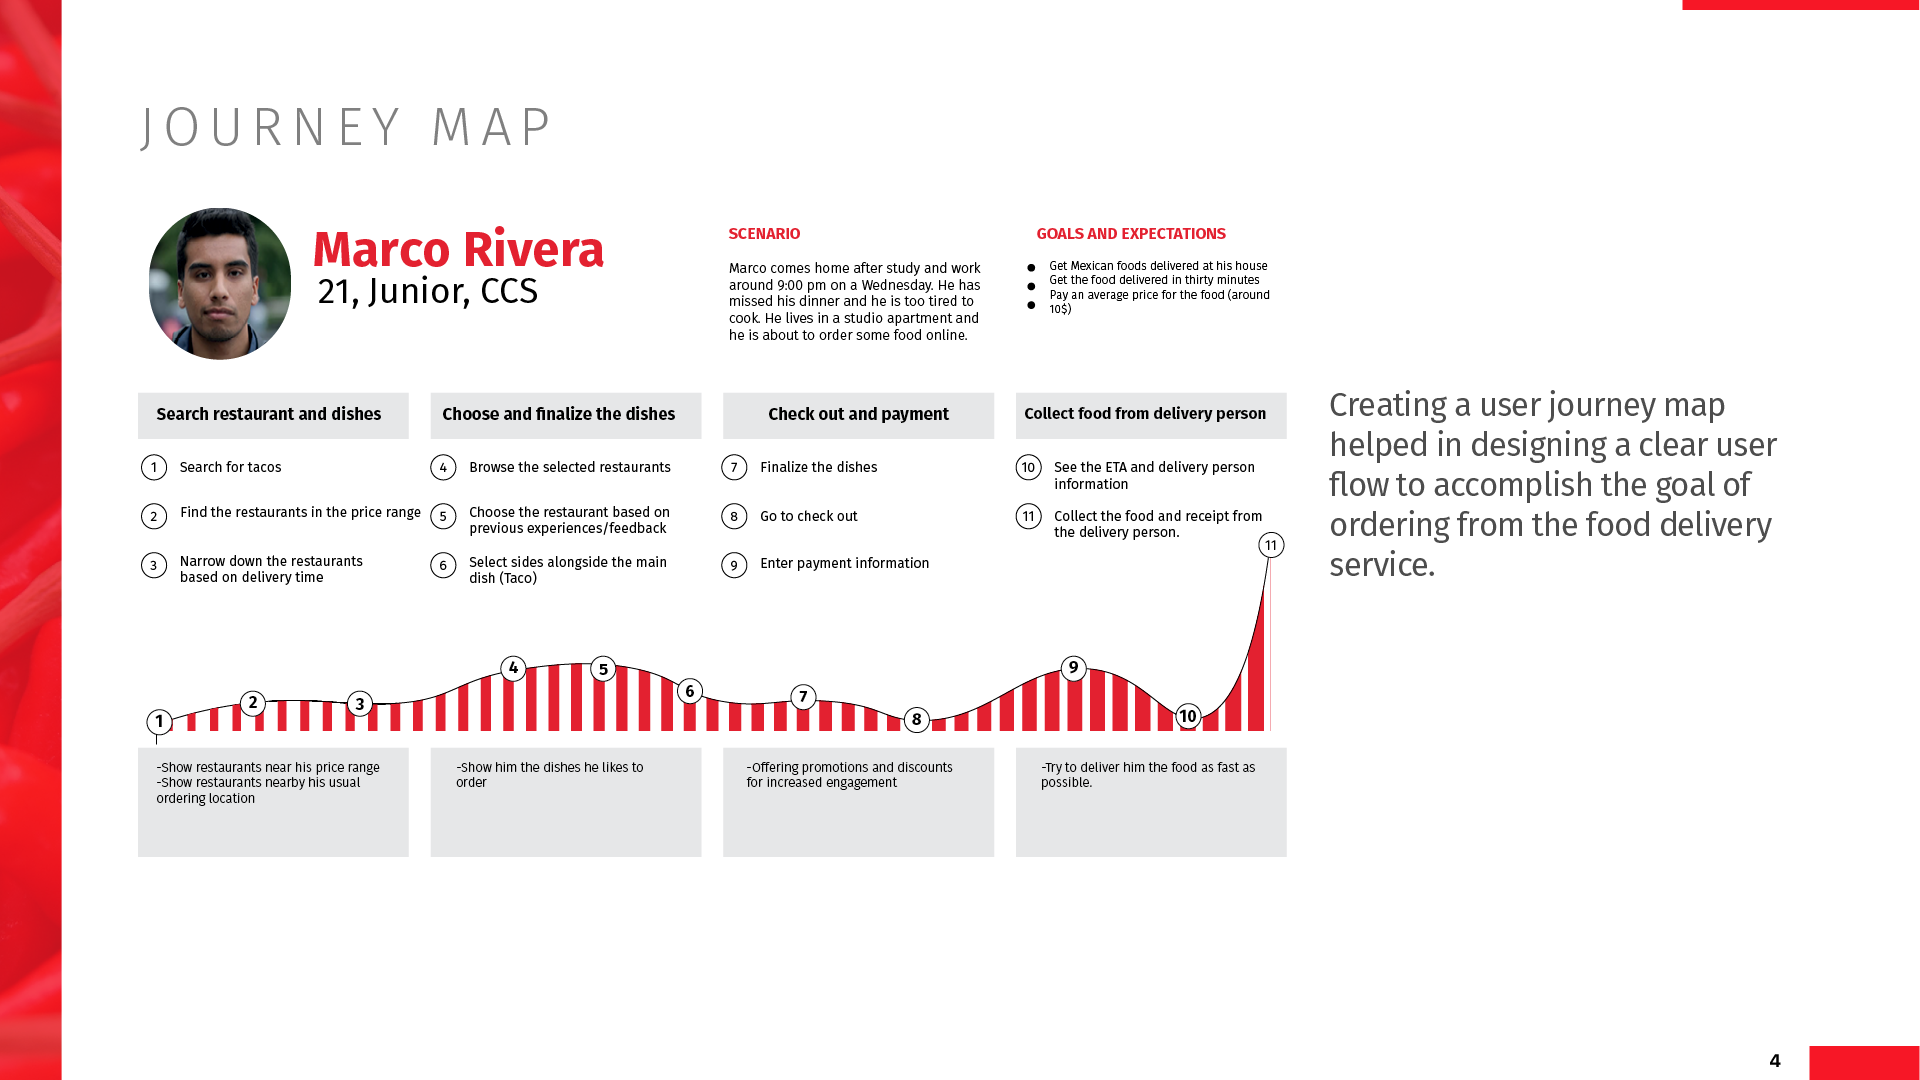 JOURNEY MAP
Marco Rivera
21, Junior, CCS
SCENARIO
Marco comes home after study and work
around 9:00 pm on a Wednesday. He has
missed his dinner and he is too tired to
cook. He lives in a studio apartment and
he is about to order some food online.
GOALS AND EXPECTATIONS
● Get Mexican foods delivered at his house
● Get the food delivered in thirty minutes
● Pay an average price for the food (around
10$)
Search restaurant and dishes
1 Search for tacos
2 Find the restaurants in the price range
3 Narrow down the restaurants
based on delivery time
Choose and finalize the dishes
4 Browse the selected restaurants
5 Choose the restaurant based on
previous experiences/feedback
6 Select sides alongside the main
dish (Taco)
Check out and payment
7 Finalize the dishes
8 Go to check out
9 Enter payment information
Collect food from delivery person
10 See the ETA and delivery person
information
11 Collect the food and receipt from
the delivery person.
1
2
3
4
5
6
7
8
9
10
11
-Show restaurants near his price range
-Show restaurants nearby his usual
ordering location
-Show him the dishes he likes to
order
-Offering promotions and discounts
for increased engagement
-Try to deliver him the food as fast as
possible.
Creating a user journey map
helped in designing a clear user
flow to accomplish the goal of
ordering from the food delivery
service.
4